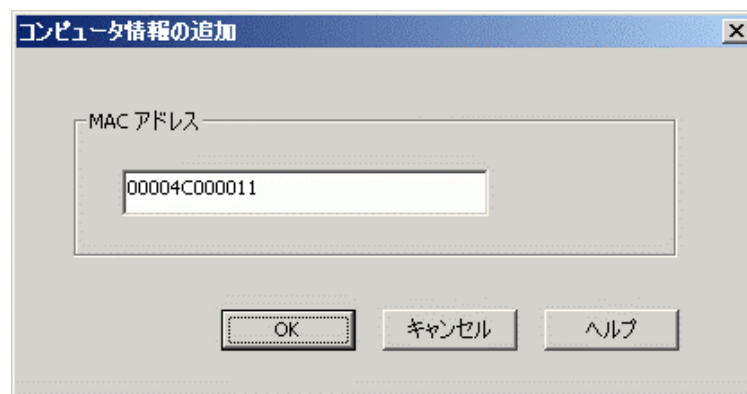 コンピュータ情報の追加
MAC アドレス
00004C000011
OK
キャンセル
ヘルプ